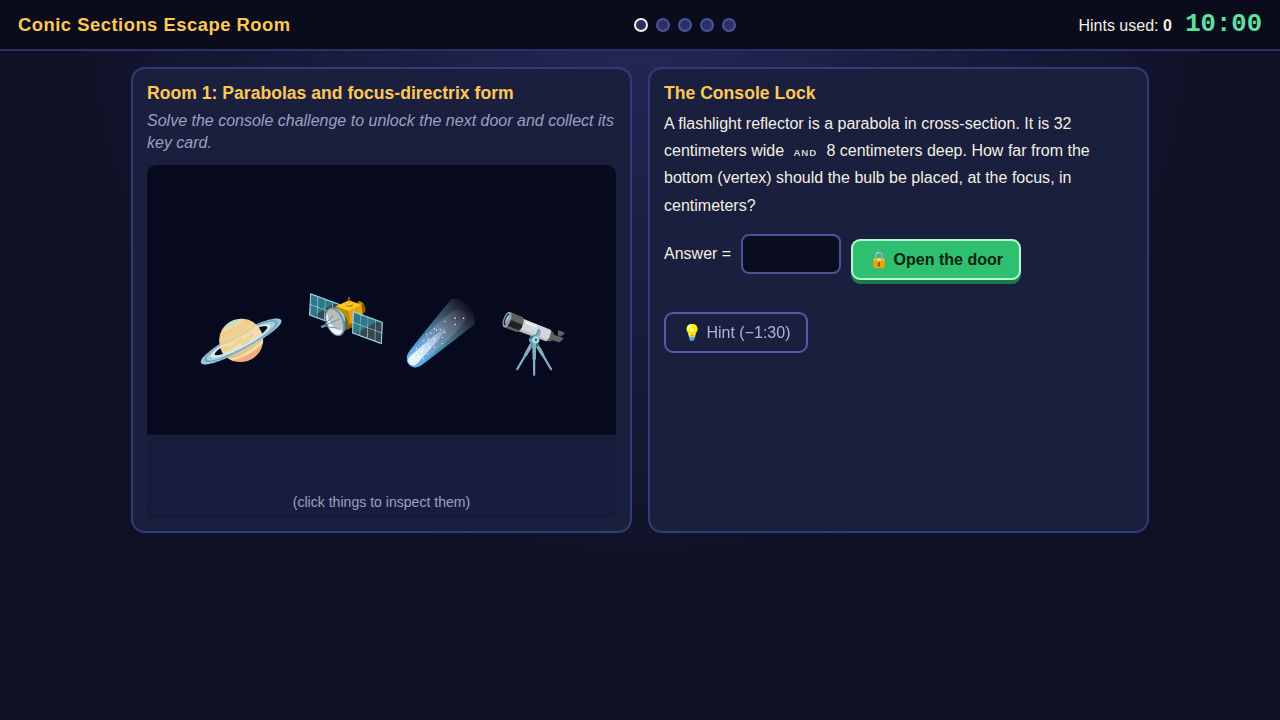 Conic Sections Escape Room
Hints used: 0 10:00
Room 1: Parabolas and focus-directrix form
Solve the console challenge to unlock the next door and collect its
key card.
(click things to inspect them)
The Console Lock
A flashlight reflector is a parabola in cross-section. It is 32
centimeters wide AND 8 centimeters deep. How far from the
bottom (vertex) should the bulb be placed, at the focus, in
centimeters?
Answer = 🔒 Open the door
💡 Hint (−1:30)